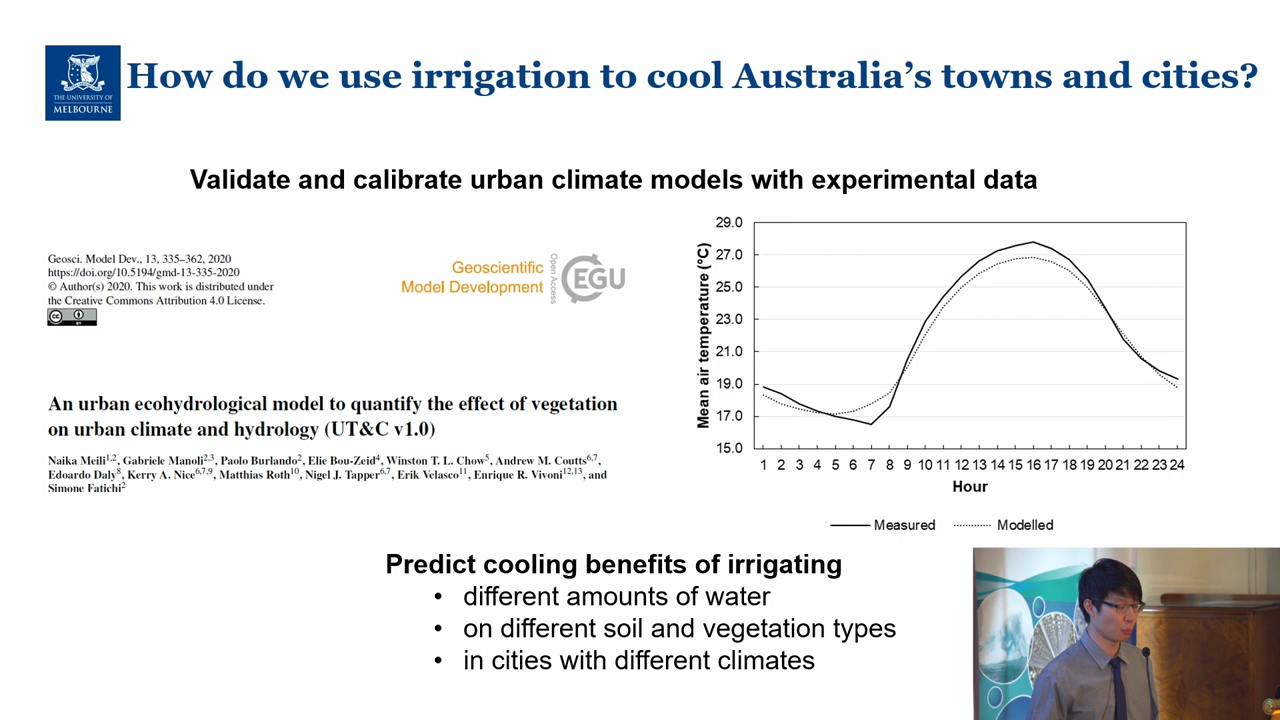 THE UNIVERSITY OF
MELBOURNE
How do we use irrigation to cool Australia's towns and cities?
Validate and calibrate urban climate models with experimental data
Geosci. Model Dev., 13, 335–362, 2020
https://doi.org/10.5194/gmd-13-335-2020
© Author(s) 2020. This work is distributed under
the Creative Commons Attribution 4.0 License.
cc BY
Geoscientific
Model Development
Open Access
EGU
An urban ecohydrological model to quantify the effect of vegetation
on urban climate and hydrology (UT&C v1.0)
Naika Meili1,2, Gabriele Manoli2,3, Paolo Burlando2, Elie Bou-Zeid4, Winston T. L. Chow5, Andrew M. Coutts6,7,
Edoardo Daly8, Kerry A. Nice6,7,9, Matthias Roth10, Nigel J. Tapper6,7, Erik Velasco11, Enrique R. Vivoni12,13, and
Simone Fatichi2
Mean air temperature (°C)
29.0
27.0
25.0
23.0
21.0
19.0
17.0
15.0
1 2 3 4 5 6 7 8 9 10 11 12 13 14 15 16 17 18 19 20 21 22 23 24
Hour
Measured Modelled
Predict cooling benefits of irrigating
• different amounts of water
• on different soil and vegetation types
• in cities with different climates